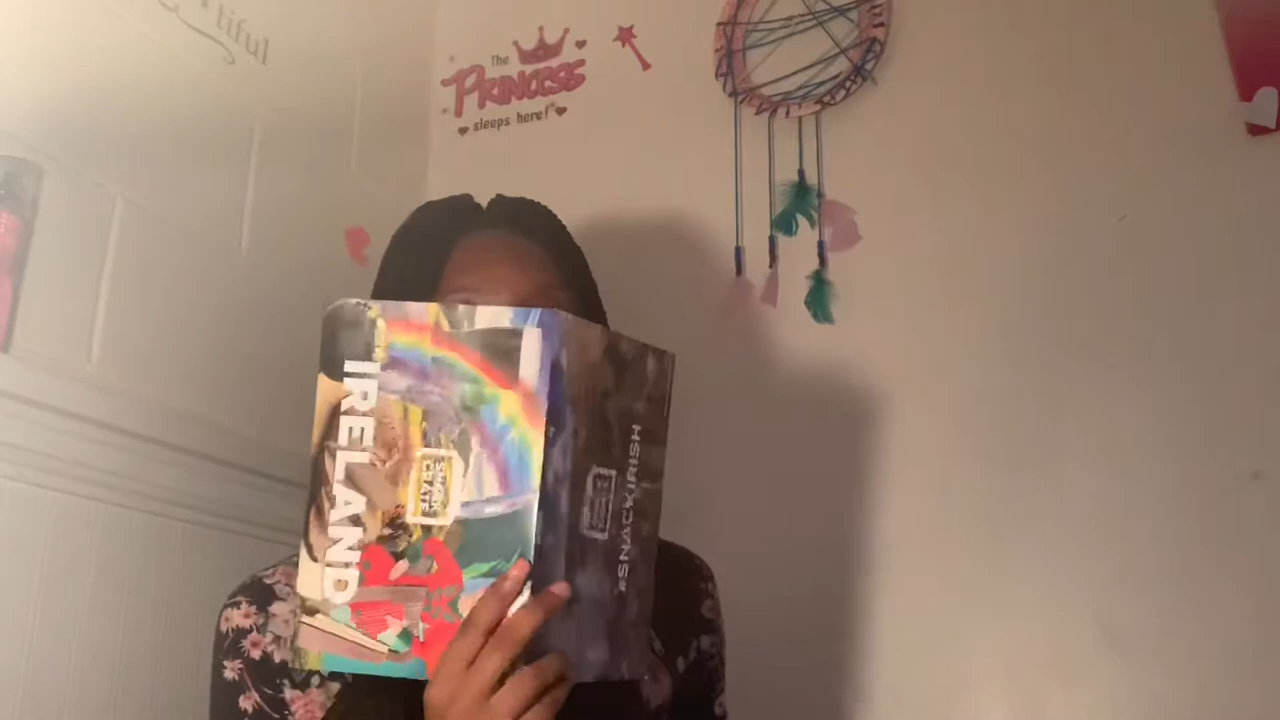 tiful
The
PRINCESS
sleeps here!
IRELAND
SNACK
CRATE
#SNACKIRISH